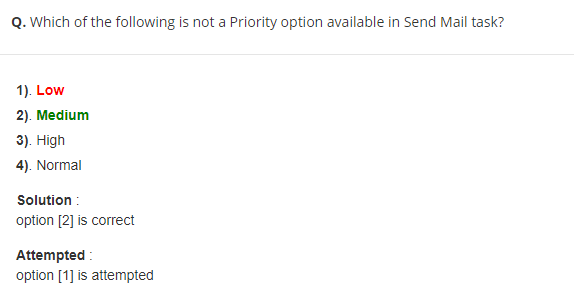 Q. Which of the following is not a Priority option available in Send Mail task?
1). Low
2). Medium
3). High
4). Normal
Solution :
option [2] is correct
Attempted :
option [1] is attempted